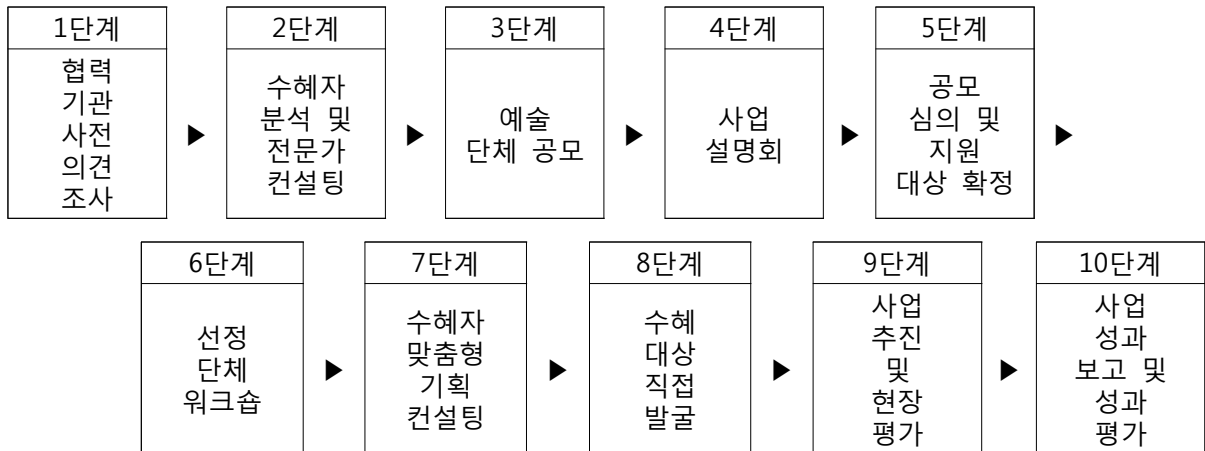 1단계
협력
기관
사전
의견
조사
▶
2단계
수혜자
분석 및
전문가
컨설팅
▶
3단계
예술
단체 공모
▶
4단계
사업
설명회
▶
5단계
공모
심의 및
지원
대상 확정
▶
6단계
선정
단체
워크숍
▶
7단계
수혜자
맞춤형
기획
컨설팅
▶
8단계
수혜
대상
직접
발굴
▶
9단계
사업
추진
및
현장
평가
▶
10단계
사업
성과
보고 및
성과
평가